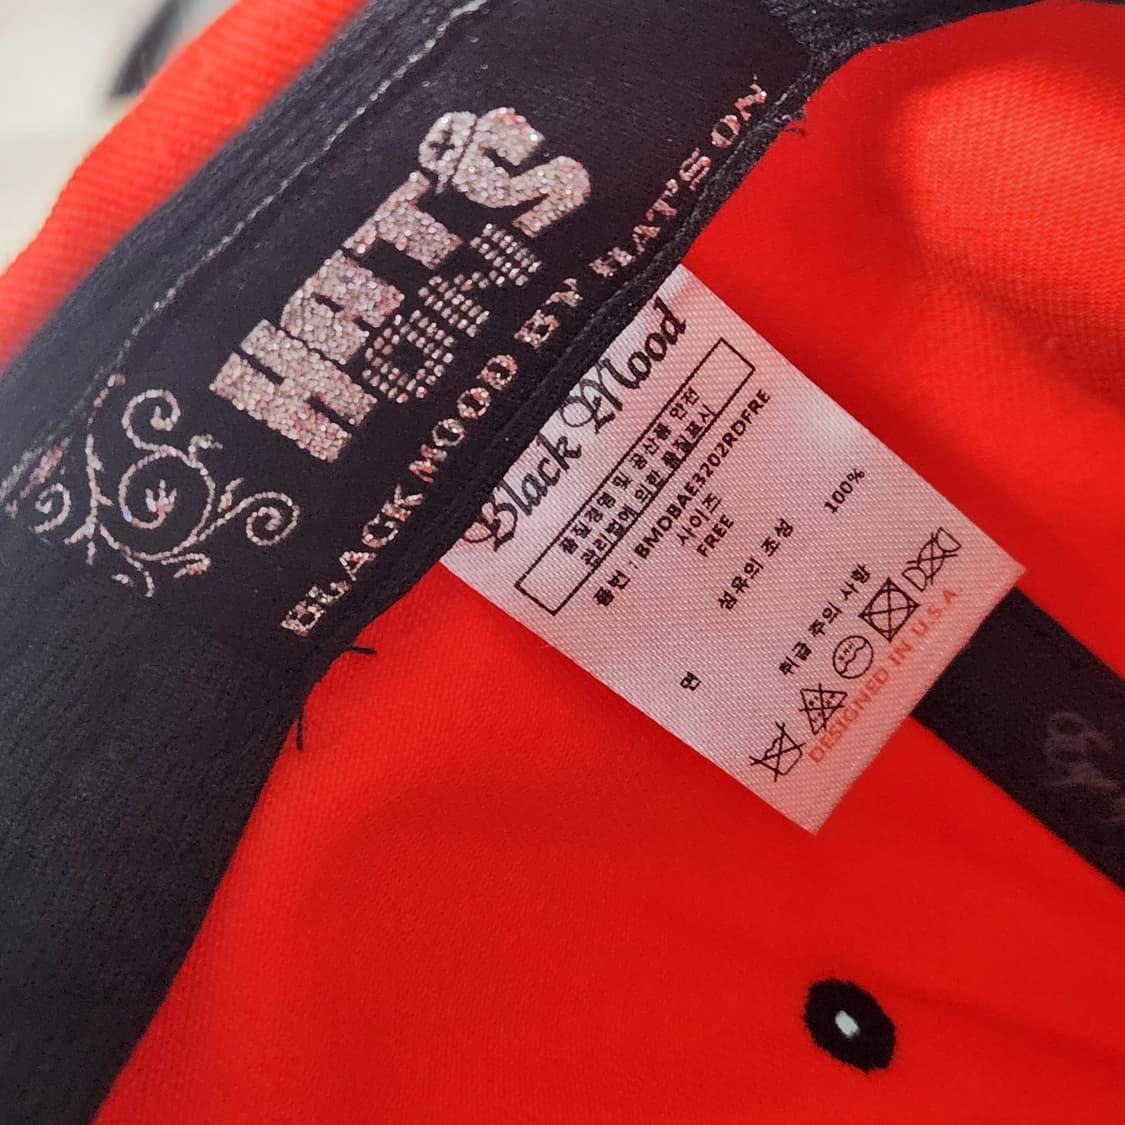 HAT'S
ON
BLACK MOOD BY HAT'S ON
Black Mood
품질경영 및 공산품 안전
관리법에 의한 품질표시
품번 : BMDBAE3202RDFRE
사이즈
FREE
섬유의 조성
면 100%
취급 주의 사항
DESIGNED IN U.S.A